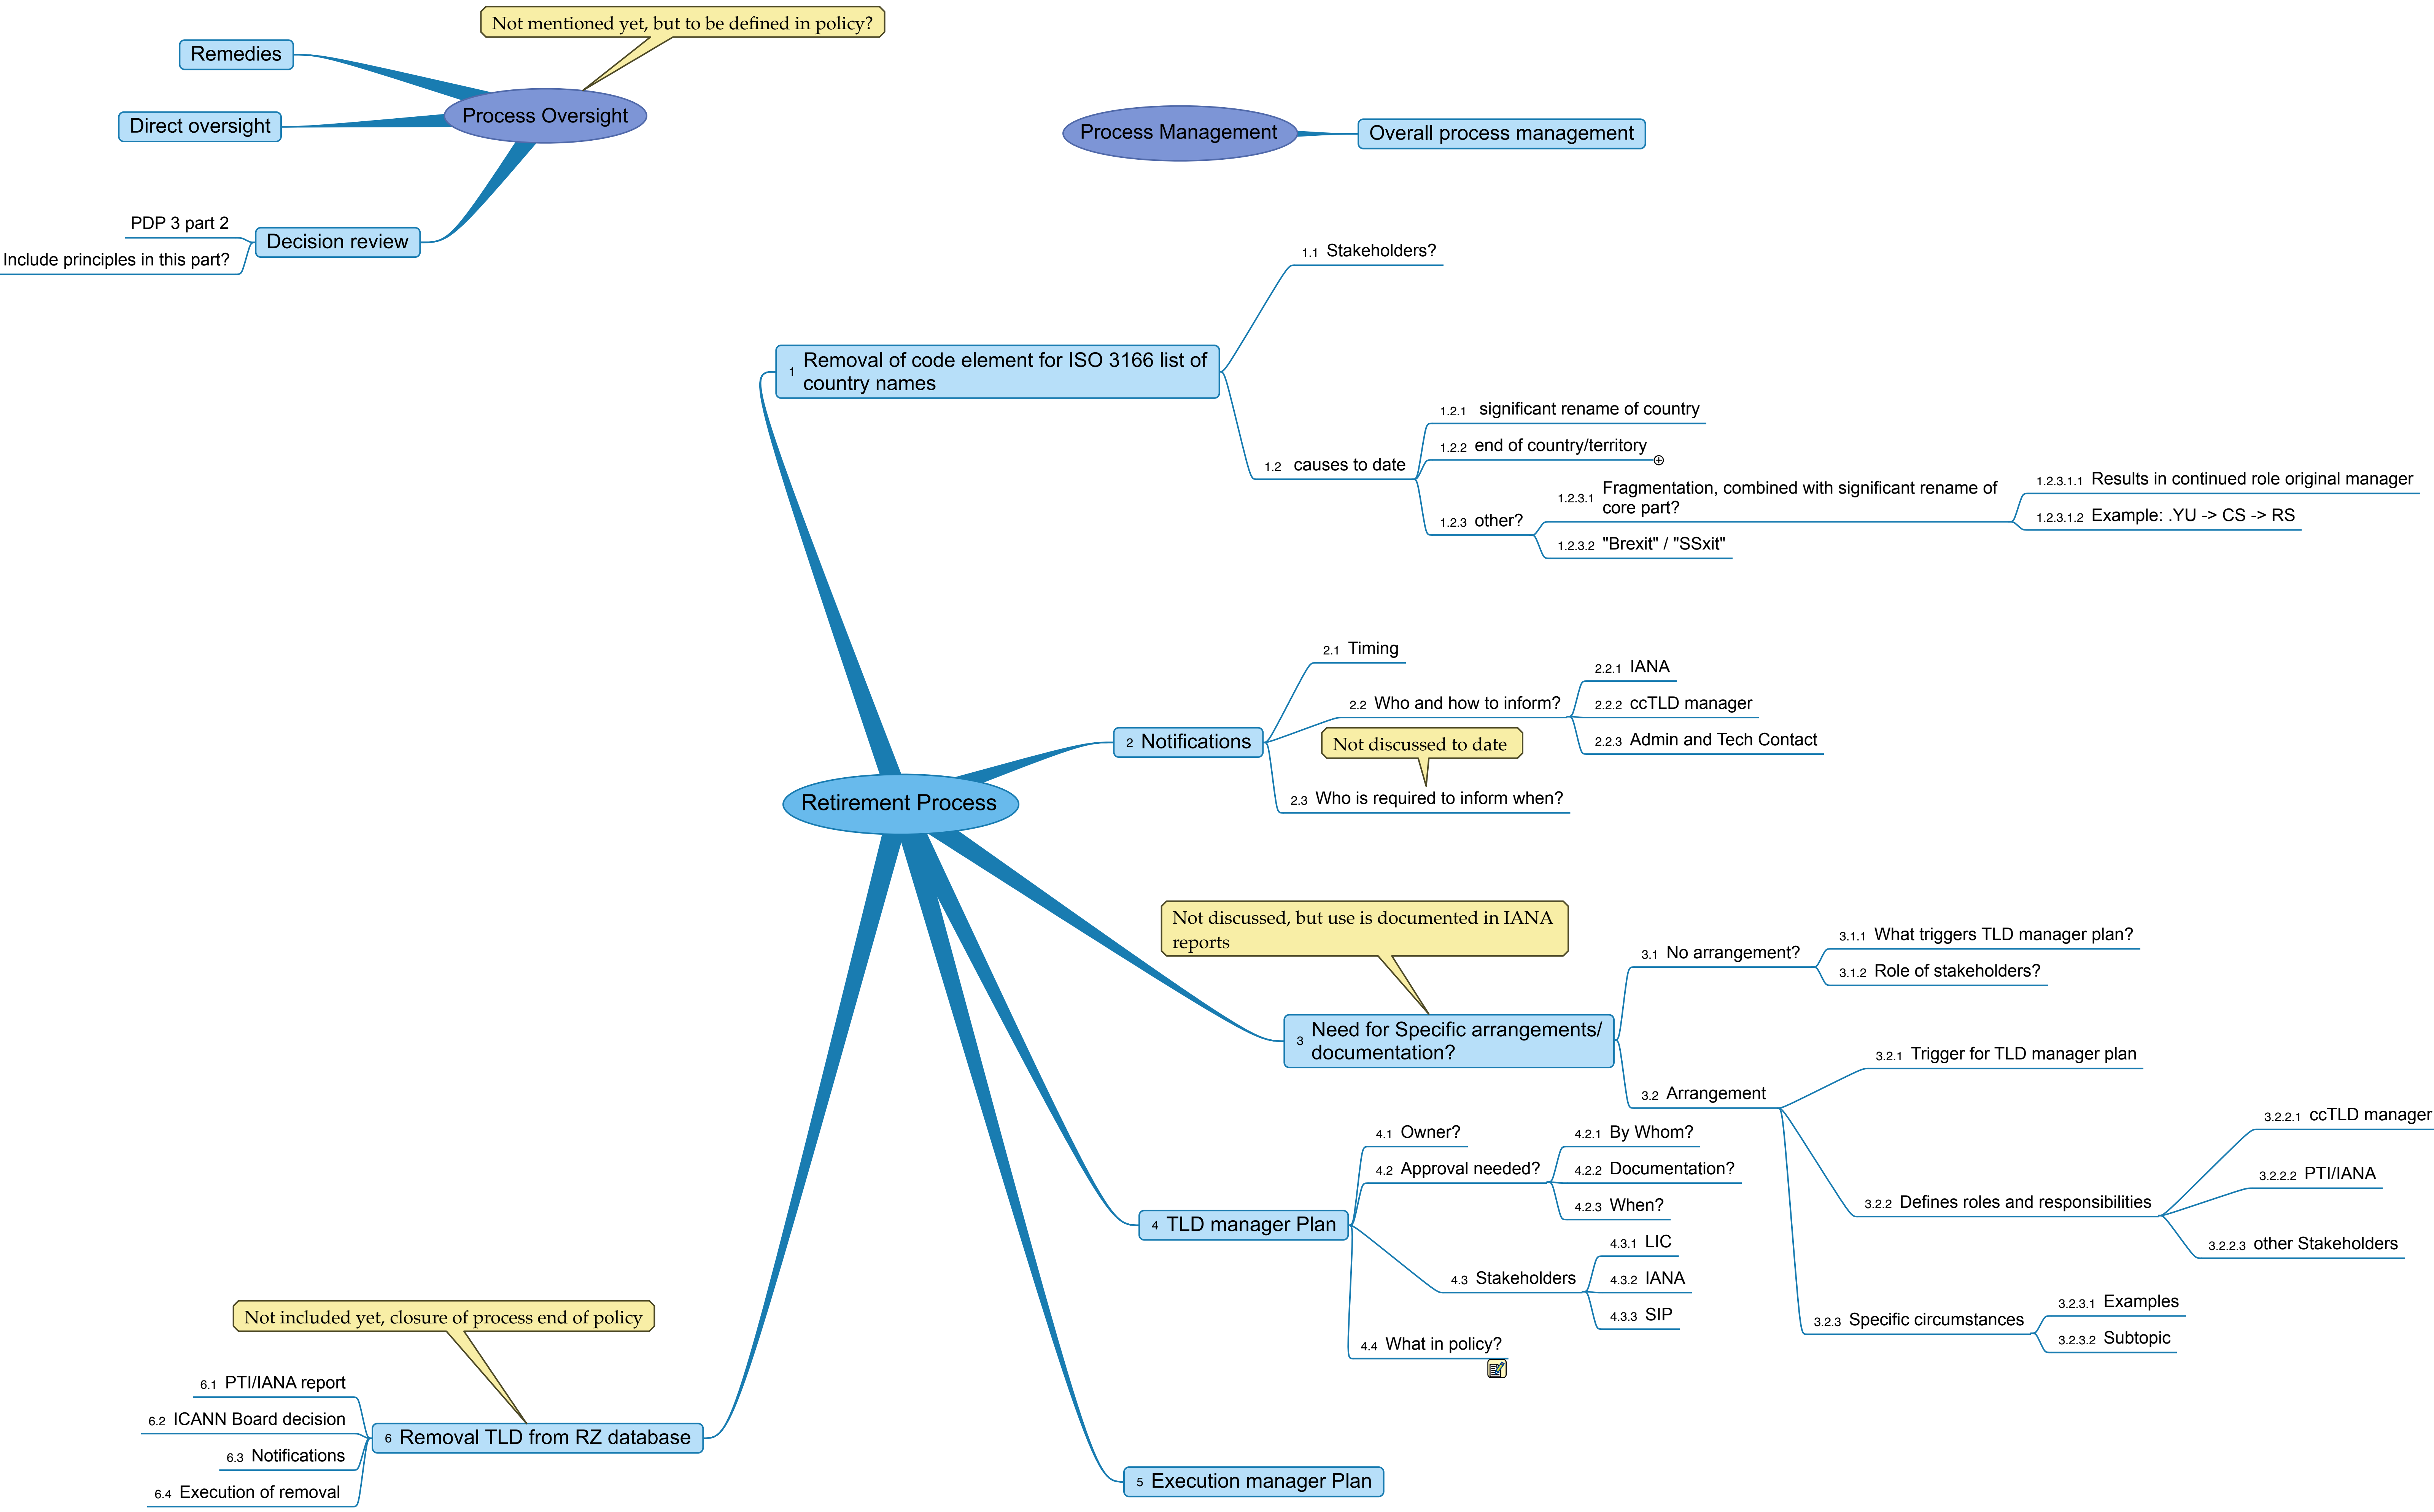 Not mentioned yet, but to be defined in policy?
Remedies
Direct oversight
Process Oversight
PDP 3 part 2
Include principles in this part?
Decision review
Process Management
Overall process management
1 Removal of code element for ISO 3166 list of
country names
1.1 Stakeholders?
1.2 causes to date
1.2.1 significant rename of country
1.2.2 end of country/territory
1.2.3 other?
1.2.3.1 Fragmentation, combined with significant rename of
core part?
1.2.3.1.1 Results in continued role original manager
1.2.3.1.2 Example: .YU -> CS -> RS
1.2.3.2 "Brexit" / "SSxit"
Retirement Process
2 Notifications
2.1 Timing
2.2 Who and how to inform?
2.2.1 IANA
2.2.2 ccTLD manager
2.2.3 Admin and Tech Contact
Not discussed to date
2.3 Who is required to inform when?
Not discussed, but use is documented in IANA
reports
3 Need for Specific arrangements/
documentation?
3.1 No arrangement?
3.1.1 What triggers TLD manager plan?
3.1.2 Role of stakeholders?
3.2 Arrangement
3.2.1 Trigger for TLD manager plan
3.2.2 Defines roles and responsibilities
3.2.2.1 ccTLD manager
3.2.2.2 PTI/IANA
3.2.2.3 other Stakeholders
3.2.3 Specific circumstances
3.2.3.1 Examples
3.2.3.2 Subtopic
4 TLD manager Plan
4.1 Owner?
4.2 Approval needed?
4.2.1 By Whom?
4.2.2 Documentation?
4.2.3 When?
4.3 Stakeholders
4.3.1 LIC
4.3.2 IANA
4.3.3 SIP
4.4 What in policy?
5 Execution manager Plan
Not included yet, closure of process end of policy
6 Removal TLD from RZ database
6.1 PTI/IANA report
6.2 ICANN Board decision
6.3 Notifications
6.4 Execution of removal